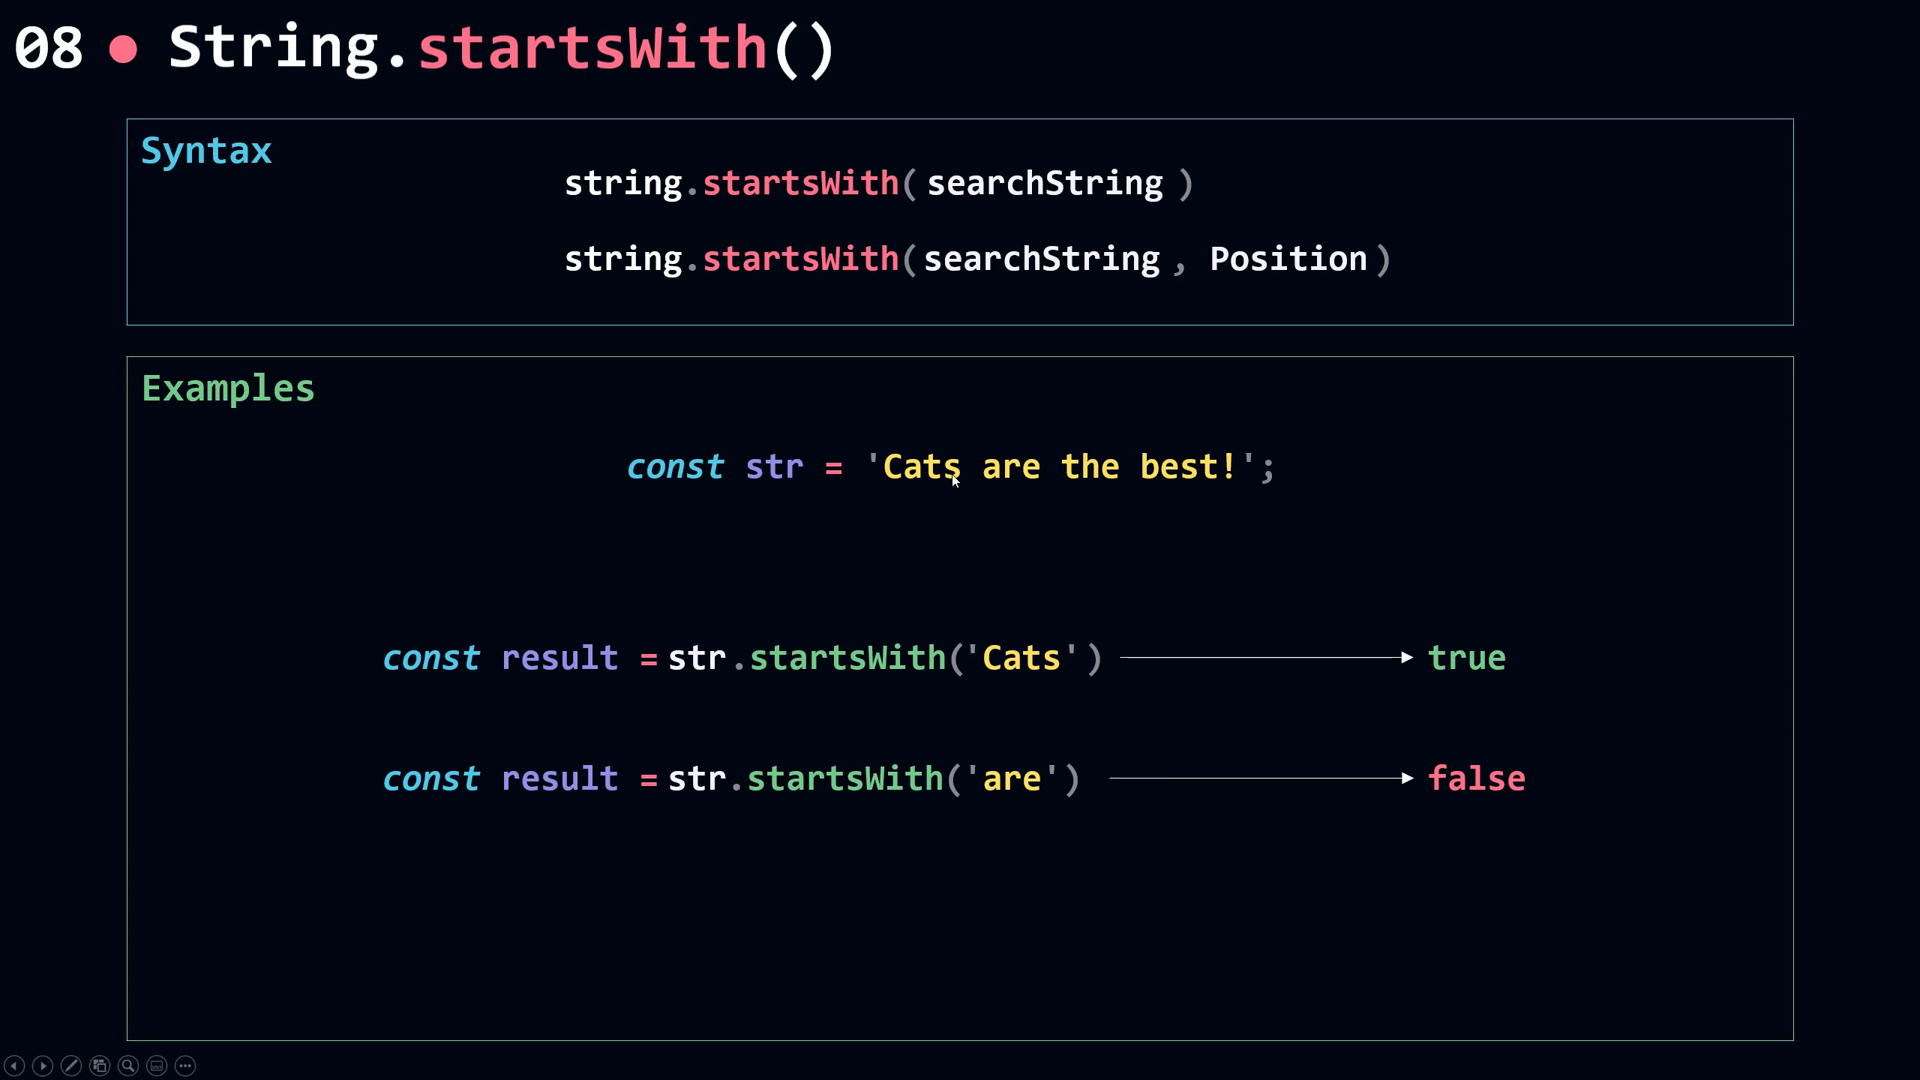 08 • String.startsWith()
Syntax
string.startsWith( searchString )
string.startsWith(searchString , Position)
Examples
const str = 'Cats are the best!';
const result = str.startsWith('Cats') true
const result = str.startsWith('are') false